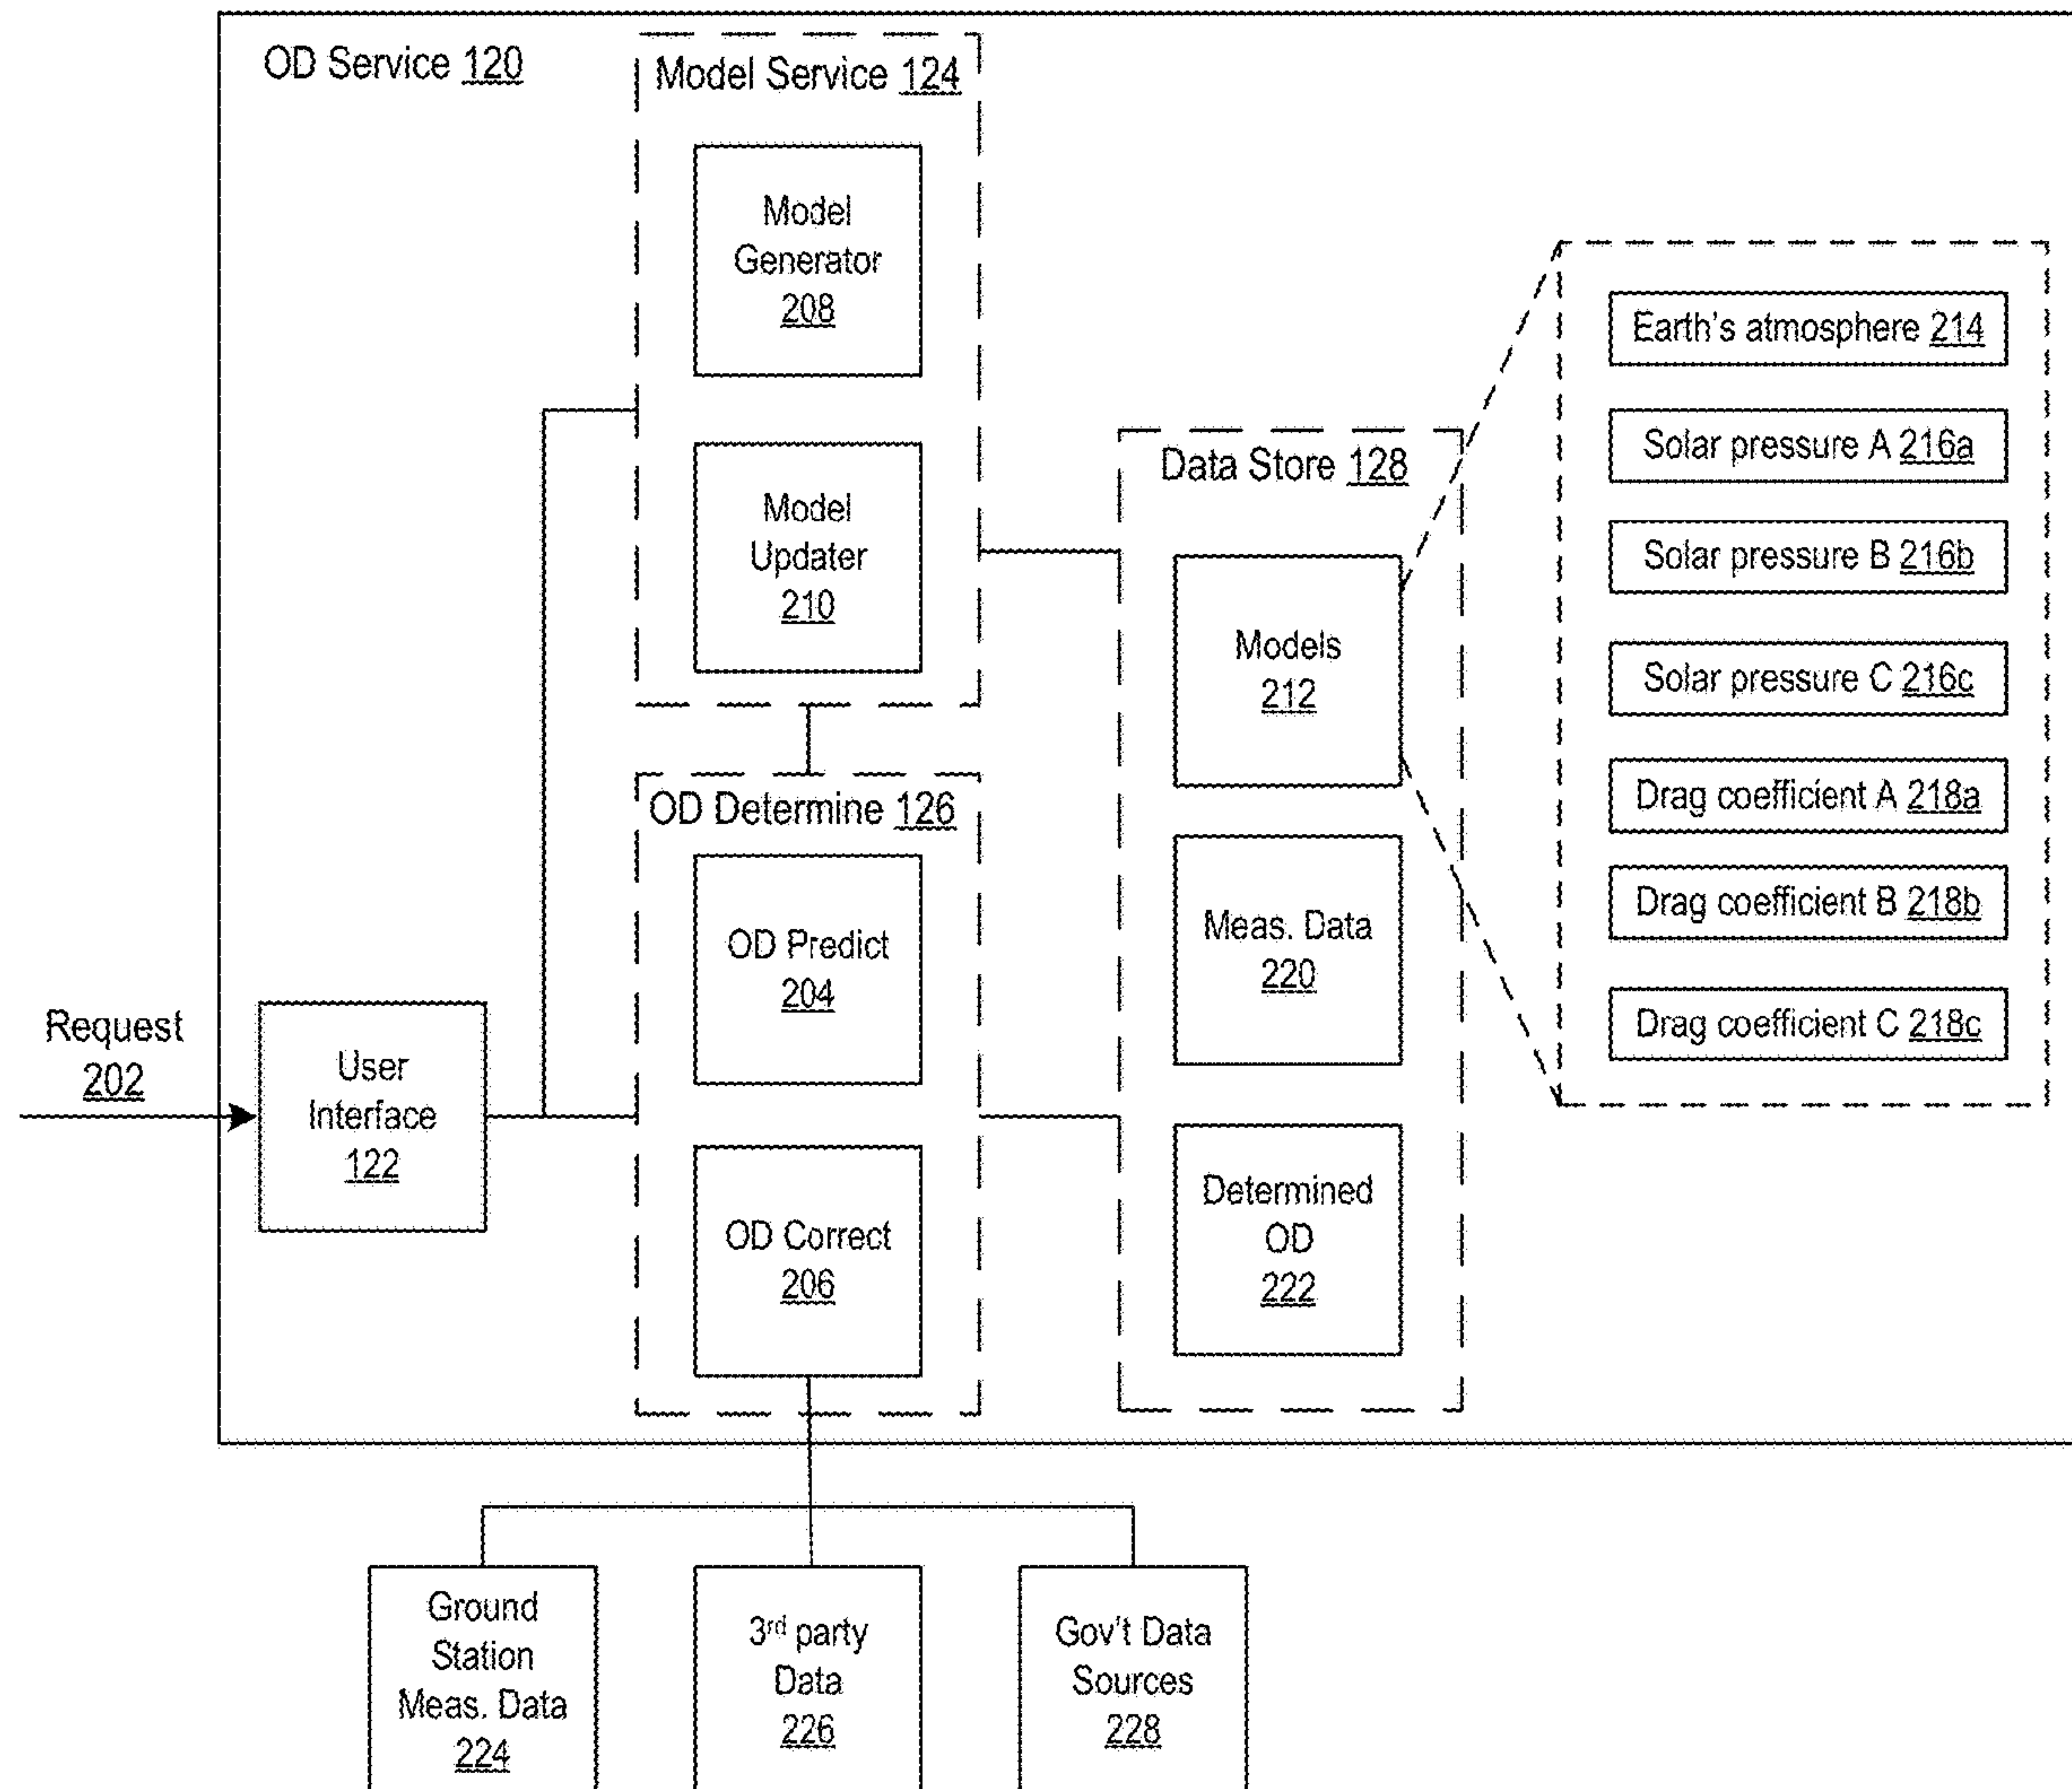 OD Service 120
Model Service 124
Model
Generator
208
Model
Updater
210
Earth's atmosphere 214
Solar pressure A 216a
Solar pressure B 216b
Solar pressure C 216c
Drag coefficient A 218a
Drag coefficient B 218b
Drag coefficient C 218c
Data Store 128
Models
212
Meas. Data
220
Determined
OD
222
OD Determine 126
OD Predict
204
OD Correct
206
Request
202
User
Interface
122
Ground
Station
Meas. Data
224
3rd party
Data
226
Gov't Data
Sources
228